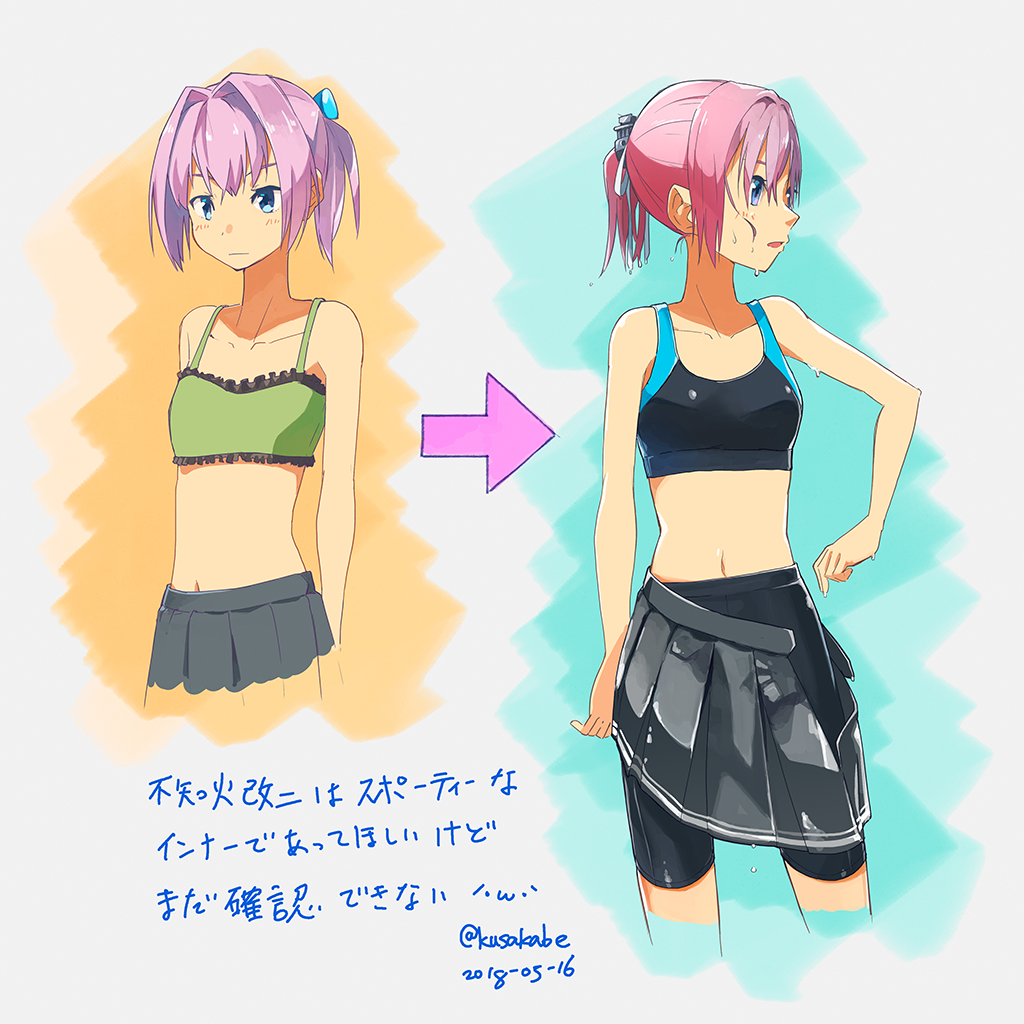 不知火改二はスポーティーな
インナーであってほしいけど
まだ確認できない ´･ω･`
@kusakabe
2018-05-16